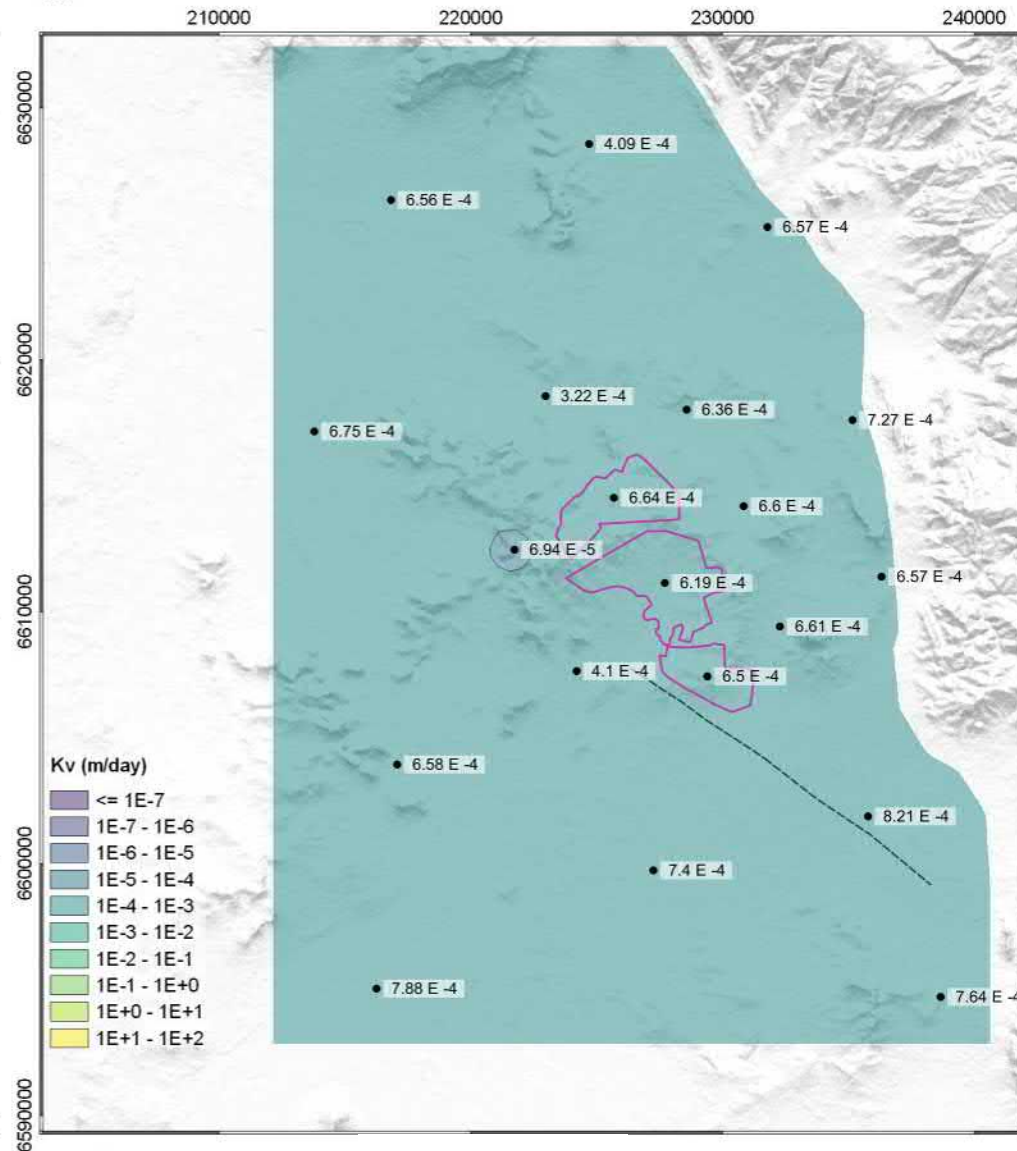 210000
220000
230000
240000
6630000
6620000
6610000
6600000
6590000
4.09 E -4
6.56 E -4
6.57 E -4
3.22 E -4
6.36 E -4
7.27 E -4
6.75 E -4
6.64 E -4
6.6 E -4
6.94 E -5
6.57 E -4
6.19 E -4
6.61 E -4
4.1 E -4
6.5 E -4
6.58 E -4
8.21 E -4
7.4 E -4
7.88 E -4
7.64 E -4
Kv (m/day)
<= 1E-7
1E-7 - 1E-6
1E-6 - 1E-5
1E-5 - 1E-4
1E-4 - 1E-3
1E-3 - 1E-2
1E-2 - 1E-1
1E-1 - 1E+0
1E+0 - 1E+1
1E+1 - 1E+2